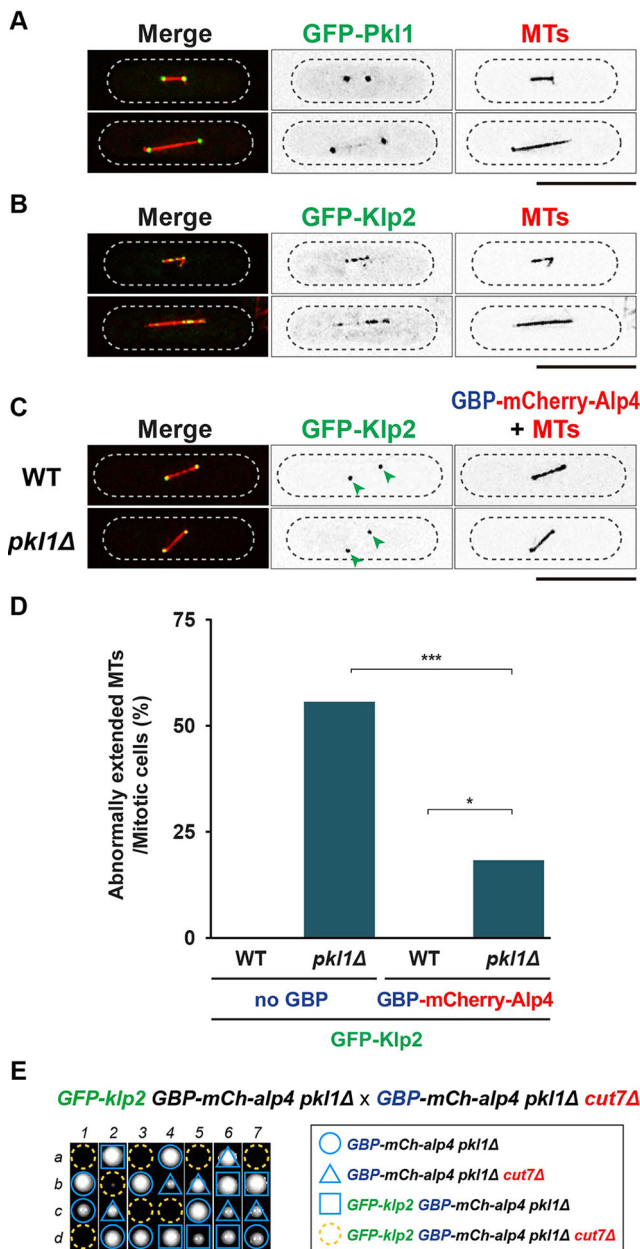 A
Merge
GFP-Pkl1
MTs
B
Merge
GFP-Klp2
MTs
C
Merge
GFP-Klp2
GBP-mCherry-Alp4
+ MTs
WT
pkl1Δ
D
Abnormally extended MTs
/Mitotic cells (%)
75
50
25
0
***
*
WT
pkl1Δ
WT
pkl1Δ
no GBP
GBP-mCherry-Alp4
GFP-Klp2
E
GFP-klp2 GBP-mCh-alp4 pkl1Δ x GBP-mCh-alp4 pkl1Δ cut7Δ
1 2 3 4 5 6 7
a
b
c
d
GBP-mCh-alp4 pkl1Δ
GBP-mCh-alp4 pkl1Δ cut7Δ
GFP-klp2 GBP-mCh-alp4 pkl1Δ
GFP-klp2 GBP-mCh-alp4 pkl1Δ cut7Δ